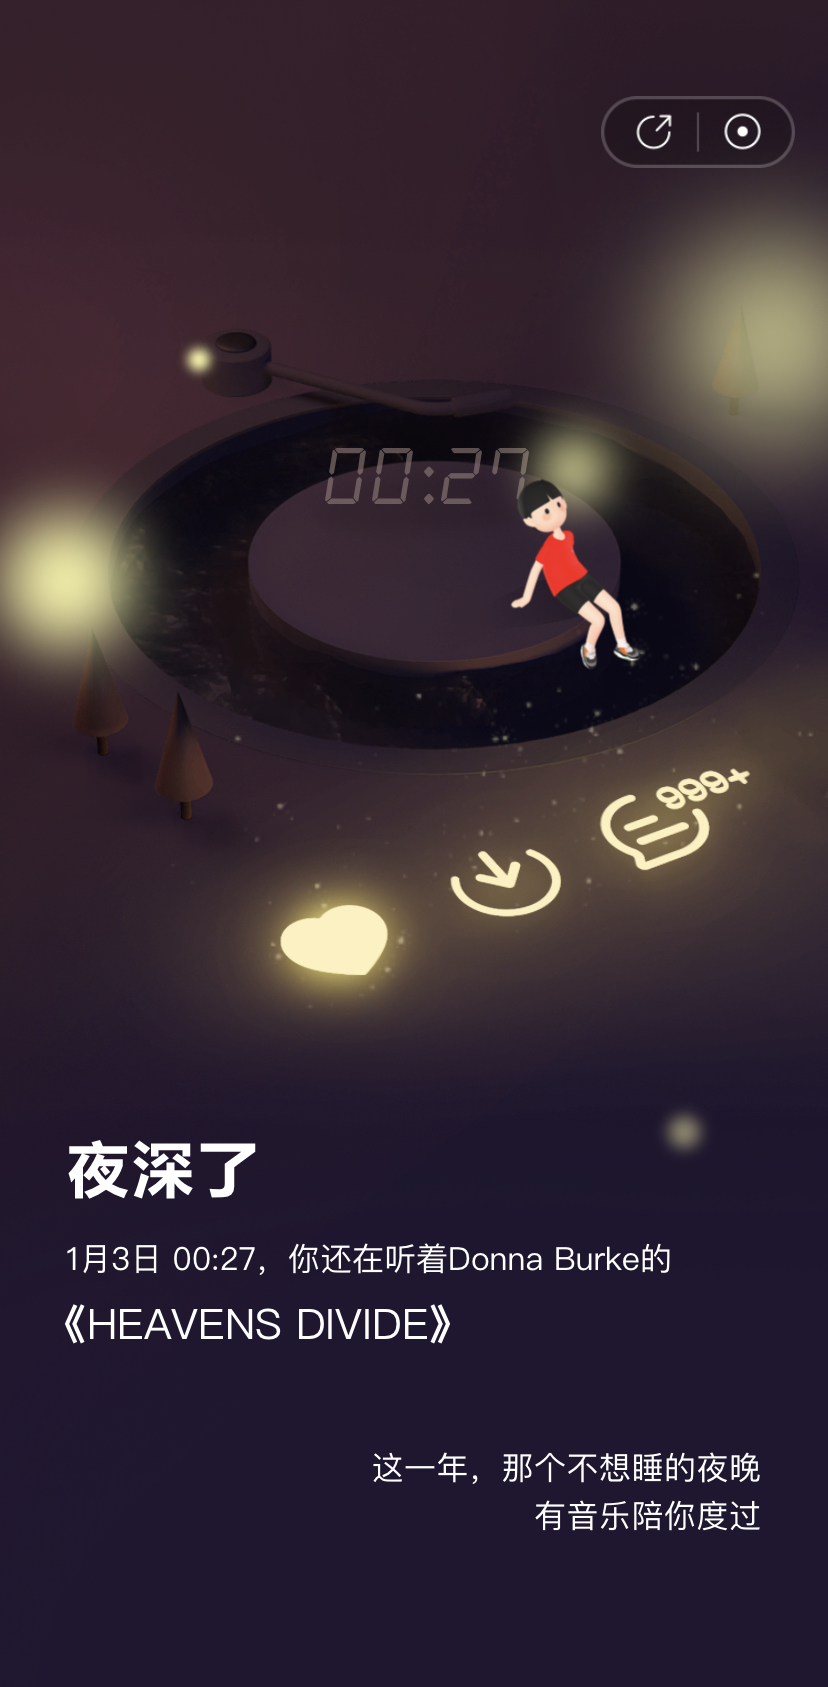 00:27
999+
夜深了
1月3日 00:27，你还在听着Donna Burke的
《HEAVENS DIVIDE》
这一年，那个不想睡的夜晚
有音乐陪你度过